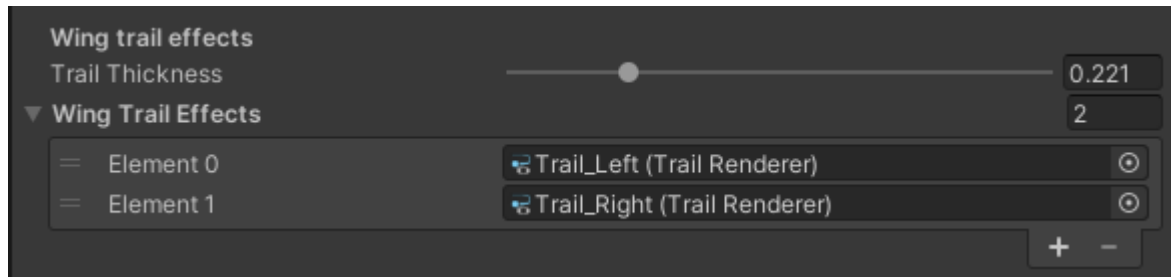 Wing trail effects
Trail Thickness 0.221
Wing Trail Effects 2
Element 0 Trail_Left (Trail Renderer)
Element 1 Trail_Right (Trail Renderer)
+ −